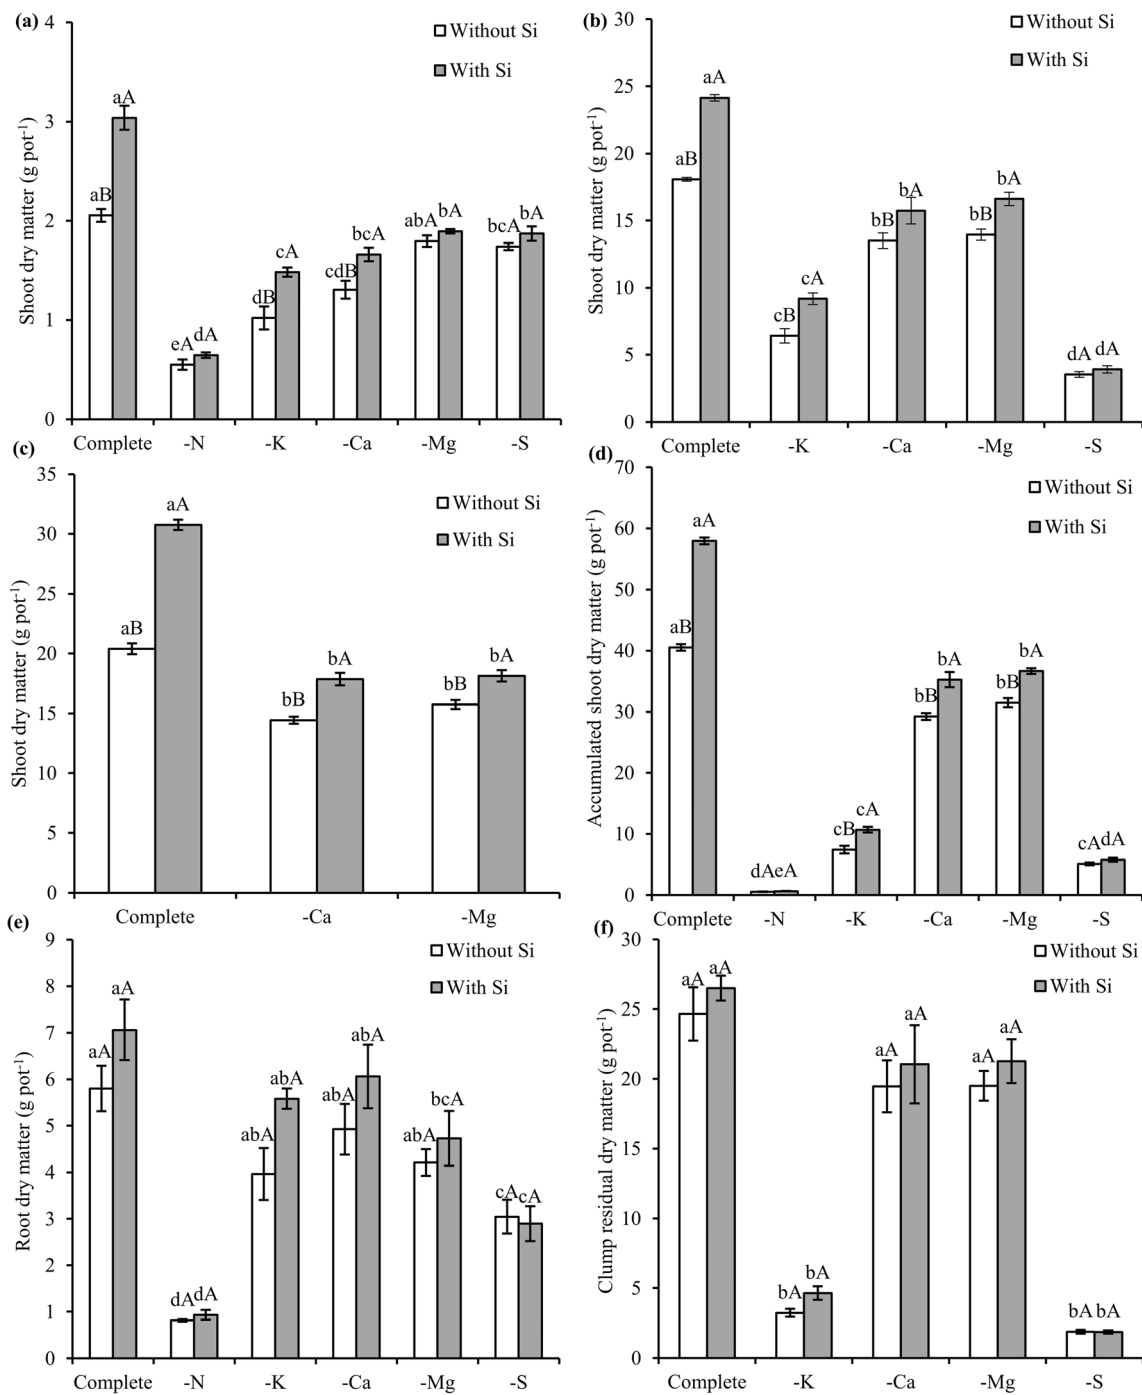 (a)
Shoot dry matter (g pot-1)
4
3
2
1
0
Without Si
With Si
aB
aA
eA
dA
dB
cA
cdB
bcA
abA
bA
bcA
bA
Complete -N -K -Ca -Mg -S
(b)
Shoot dry matter (g pot-1)
30
25
20
15
10
5
0
Without Si
With Si
aB
aA
cB
cA
bB
bA
bB
bA
dA
dA
Complete -K -Ca -Mg -S
(c)
Shoot dry matter (g pot-1)
35
30
25
20
15
10
5
0
Without Si
With Si
aB
aA
bB
bA
bB
bA
Complete -Ca -Mg
(d)
Accumulated shoot dry matter (g pot-1)
70
60
50
40
30
20
10
0
Without Si
With Si
aB
aA
dA
eA
cB
cA
bB
bA
bB
bA
cA
dA
Complete -N -K -Ca -Mg -S
(e)
Root dry matter (g pot-1)
9
8
7
6
5
4
3
2
1
0
Without Si
With Si
aA
aA
dA
dA
abA
abA
abA
abA
abA
bcA
cA
cA
Complete -N -K -Ca -Mg -S
(f)
Clump residual dry matter (g pot-1)
30
25
20
15
10
5
0
Without Si
With Si
aA
aA
bA
bA
aA
aA
aA
aA
bA
bA
Complete -K -Ca -Mg -S